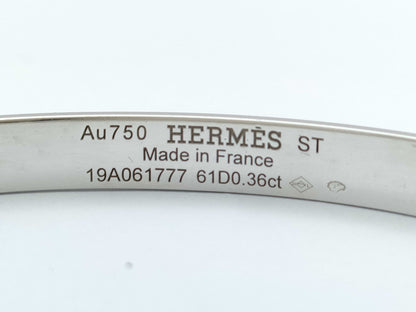 Au750 HERMÈS ST
Made in France
19A061777 61D0.36ct